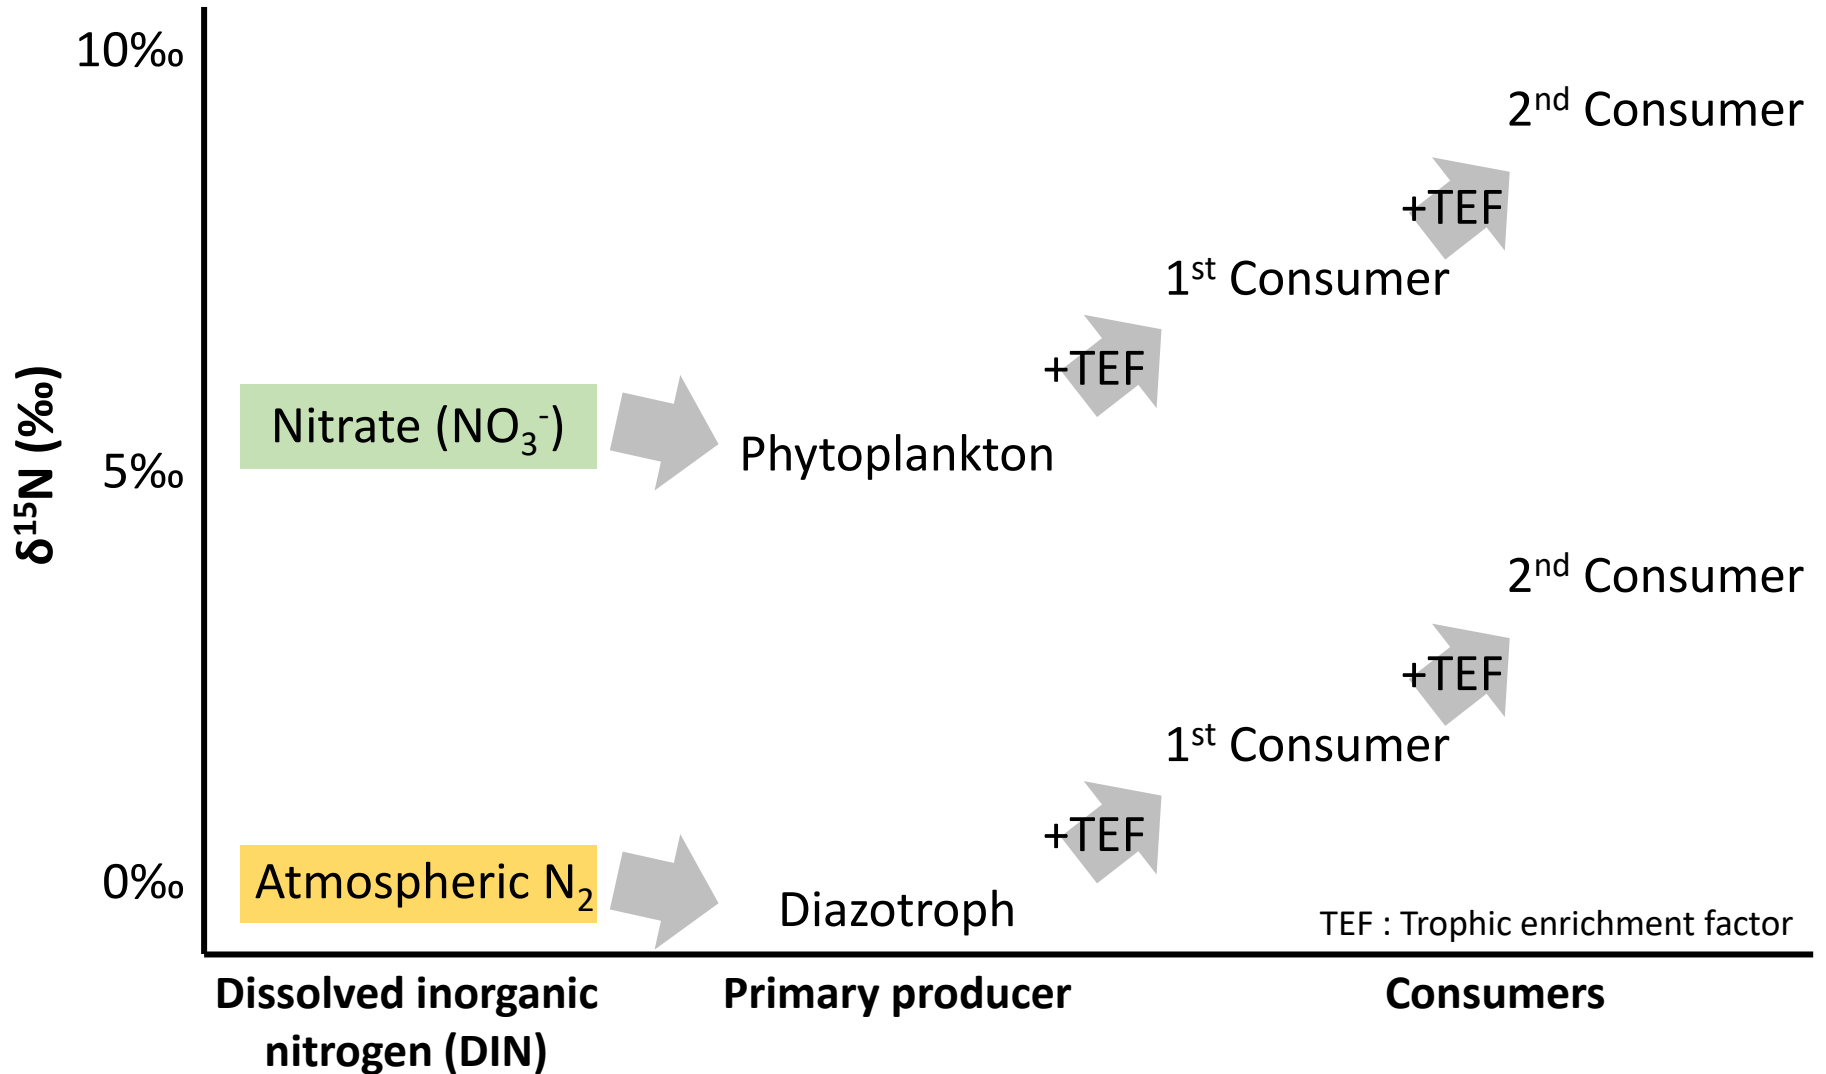 10‰
2nd Consumer
+TEF
1st Consumer
+TEF
Nitrate (NO3-)
Phytoplankton
5‰
δ15N (‰)
2nd Consumer
+TEF
1st Consumer
+TEF
0‰
Atmospheric N2
Diazotroph
TEF : Trophic enrichment factor
Dissolved inorganic
nitrogen (DIN)
Primary producer
Consumers